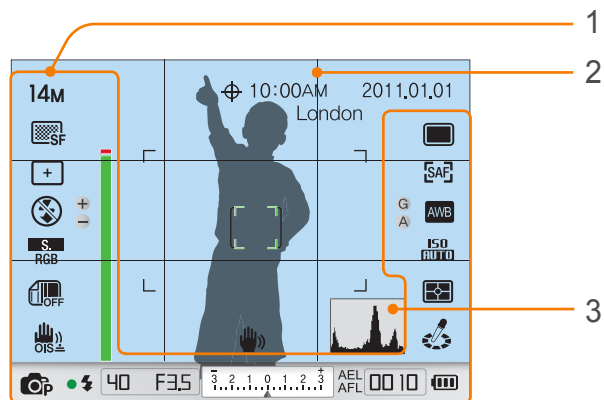 1
2
14M
10:00AM 2011.01.01
London
SF
SAF
+
G
A
AWB
+
−
S.
RGB
ISO
AUTO
OFF
OIS
3
P
40 F3.5
3 2 1 0 1 2 3
− +
AEL
AFL
0010